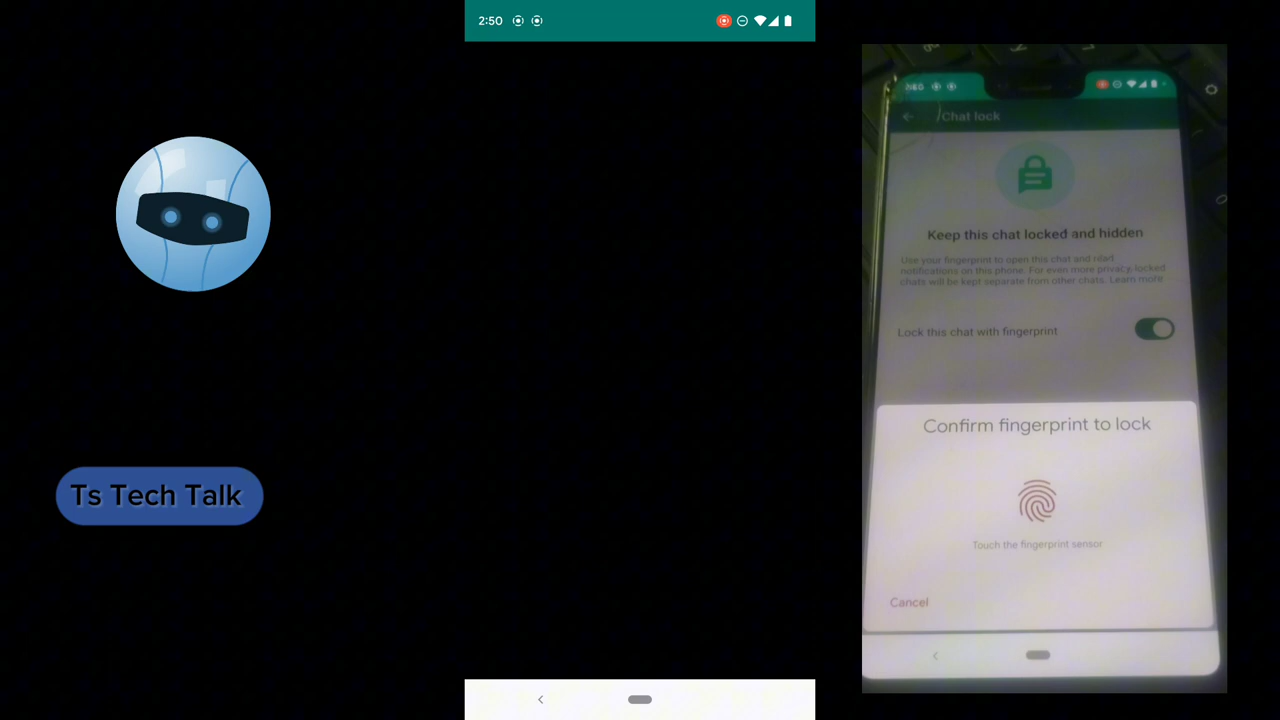 Ts Tech Talk
2:50
Chat lock
Keep this chat locked and hidden
Use your fingerprint to open this chat and read
notifications on this phone. For even more privacy, locked
chats will be kept separate from other chats. Learn more
Lock this chat with fingerprint
Confirm fingerprint to lock
Touch the fingerprint sensor
Cancel